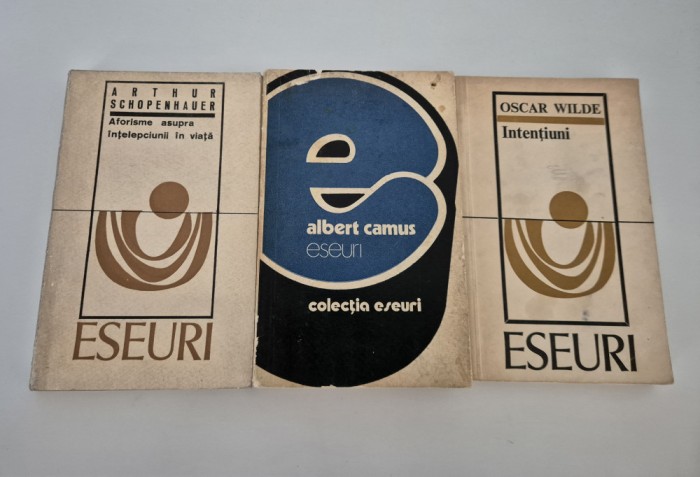 ARTHUR
SCHOPENHAUER
Aforisme asupra
înțelepciunii în viață
ESEURI
e
albert camus
eseuri
colecția eseuri
OSCAR WILDE
Intențiuni
ESEURI